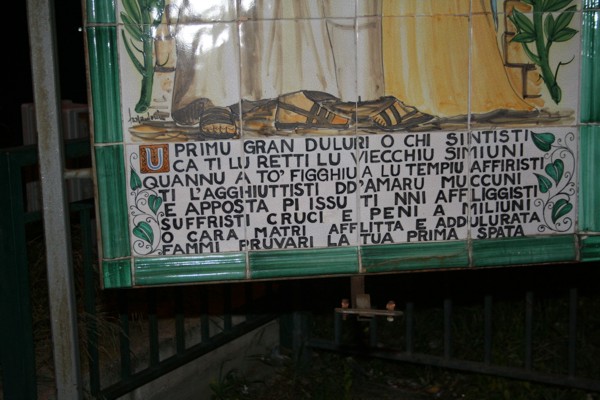 U PRIMU GRAN DULURI O CHI SINTISTI
CA TI LU RETTI LU VIECCHIU SIMIUNI
QUANNU A TO' FIGGHIU A LU TEMPIU AFFIRISTI
TI L'AGGHIUTTISTI DD'AMARU MUCCUNI
E APPOSTA PI ISSU TI NNI AFFLIGGISTI
SUFFRISTI CRUCI E PENI A MILIUNI
O CARA MATRI AFFLITTA E ADDULURATA
FAMMI PRUVARI LA TUA PRIMA SPATA